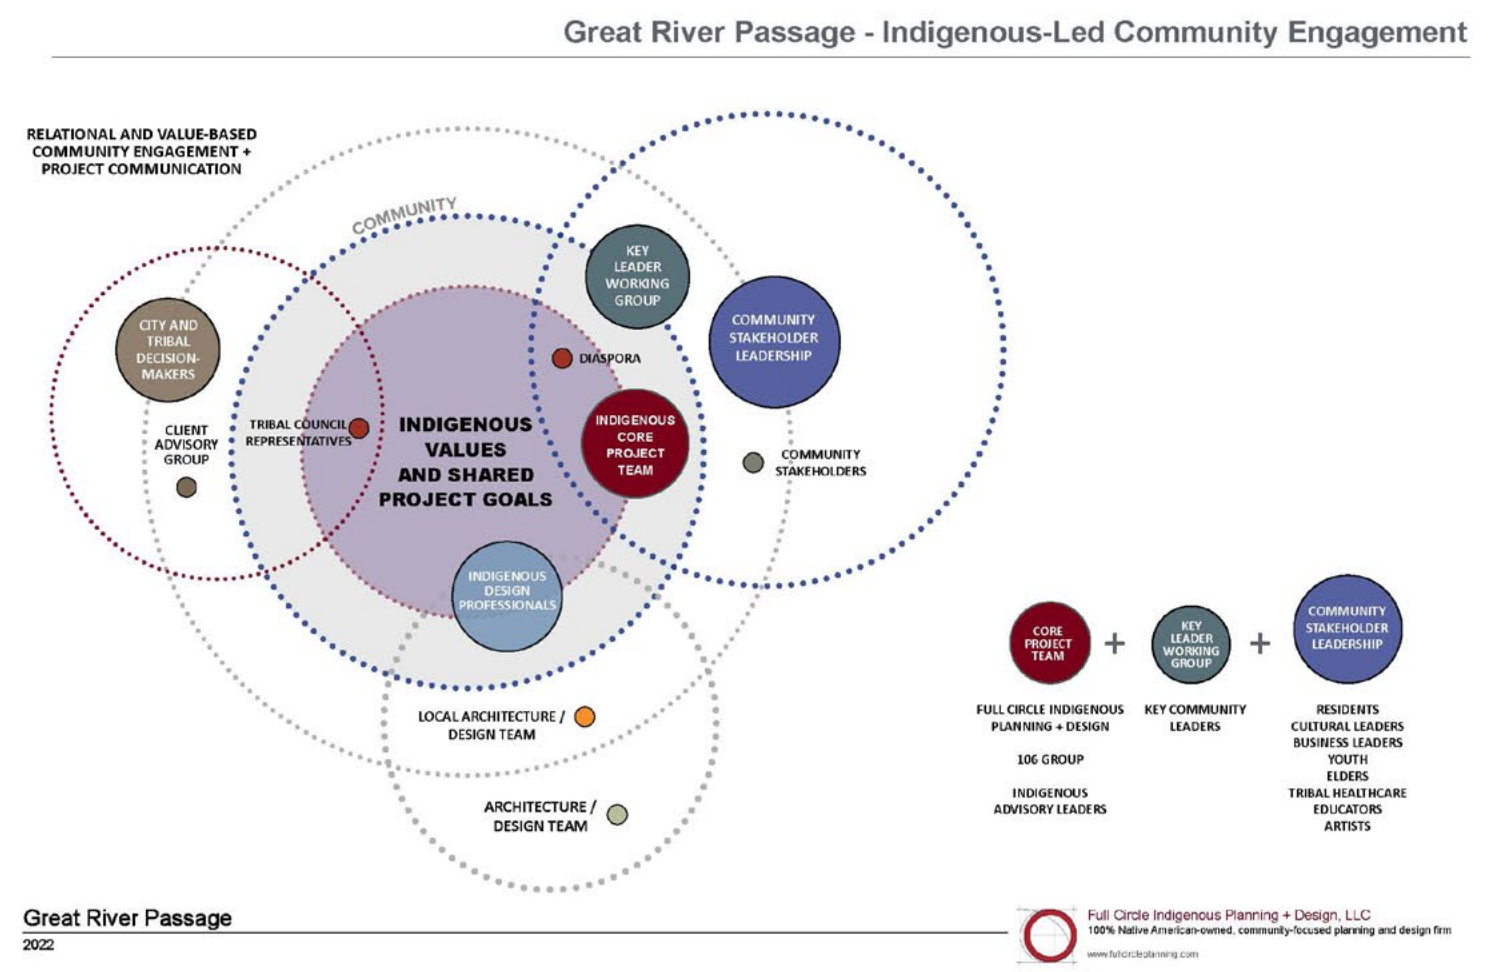 Great River Passage - Indigenous-Led Community Engagement
RELATIONAL AND VALUE-BASED
COMMUNITY ENGAGEMENT +
PROJECT COMMUNICATION
COMMUNITY
KEY
LEADER
WORKING
GROUP
CITY AND
TRIBAL
DECISION-
MAKERS
COMMUNITY
STAKEHOLDER
LEADERSHIP
DIASPORA
CLIENT
ADVISORY
GROUP
TRIBAL COUNCIL
REPRESENTATIVES
INDIGENOUS
VALUES
AND SHARED
PROJECT GOALS
INDIGENOUS
CORE
PROJECT
TEAM
COMMUNITY
STAKEHOLDERS
INDIGENOUS
DESIGN
PROFESSIONALS
LOCAL ARCHITECTURE /
DESIGN TEAM
ARCHITECTURE /
DESIGN TEAM
CORE
PROJECT
TEAM
+
KEY
LEADER
WORKING
GROUP
+
COMMUNITY
STAKEHOLDER
LEADERSHIP
FULL CIRCLE INDIGENOUS
PLANNING + DESIGN
106 GROUP
INDIGENOUS
ADVISORY LEADERS
KEY COMMUNITY
LEADERS
RESIDENTS
CULTURAL LEADERS
BUSINESS LEADERS
YOUTH
ELDERS
TRIBAL HEALTHCARE
EDUCATORS
ARTISTS
Great River Passage
2022
Full Circle Indigenous Planning + Design, LLC
100% Native American-owned, community-focused planning and design firm
www.fullcircleplanning.com